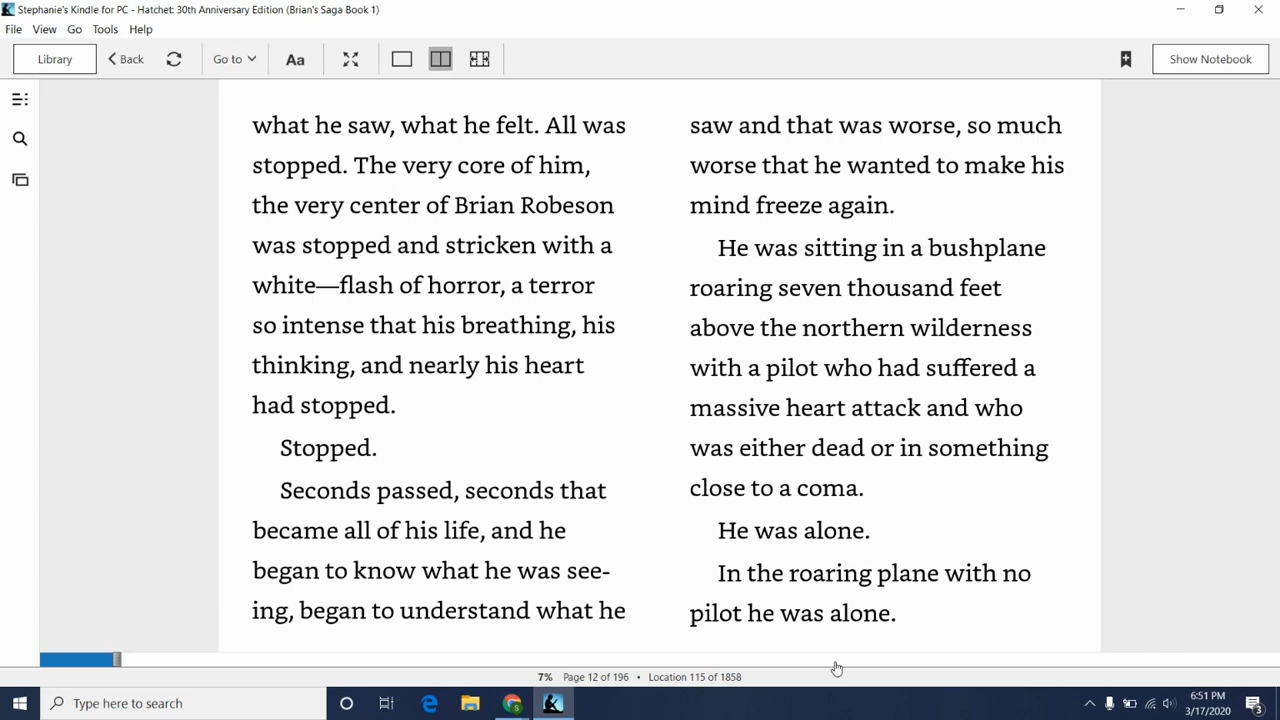 Stephanie's Kindle for PC - Hatchet: 30th Anniversary Edition (Brian's Saga Book 1)
File View Go Tools Help
Library Back Go to Aa Show Notebook
what he saw, what he felt. All was
stopped. The very core of him,
the very center of Brian Robeson
was stopped and stricken with a
white—flash of horror, a terror
so intense that his breathing, his
thinking, and nearly his heart
had stopped.
Stopped.
Seconds passed, seconds that
became all of his life, and he
began to know what he was see-
ing, began to understand what he
saw and that was worse, so much
worse that he wanted to make his
mind freeze again.
He was sitting in a bushplane
roaring seven thousand feet
above the northern wilderness
with a pilot who had suffered a
massive heart attack and who
was either dead or in something
close to a coma.
He was alone.
In the roaring plane with no
pilot he was alone.
7% Page 12 of 196 • Location 115 of 1858
Type here to search
6:51 PM
3/17/2020
3